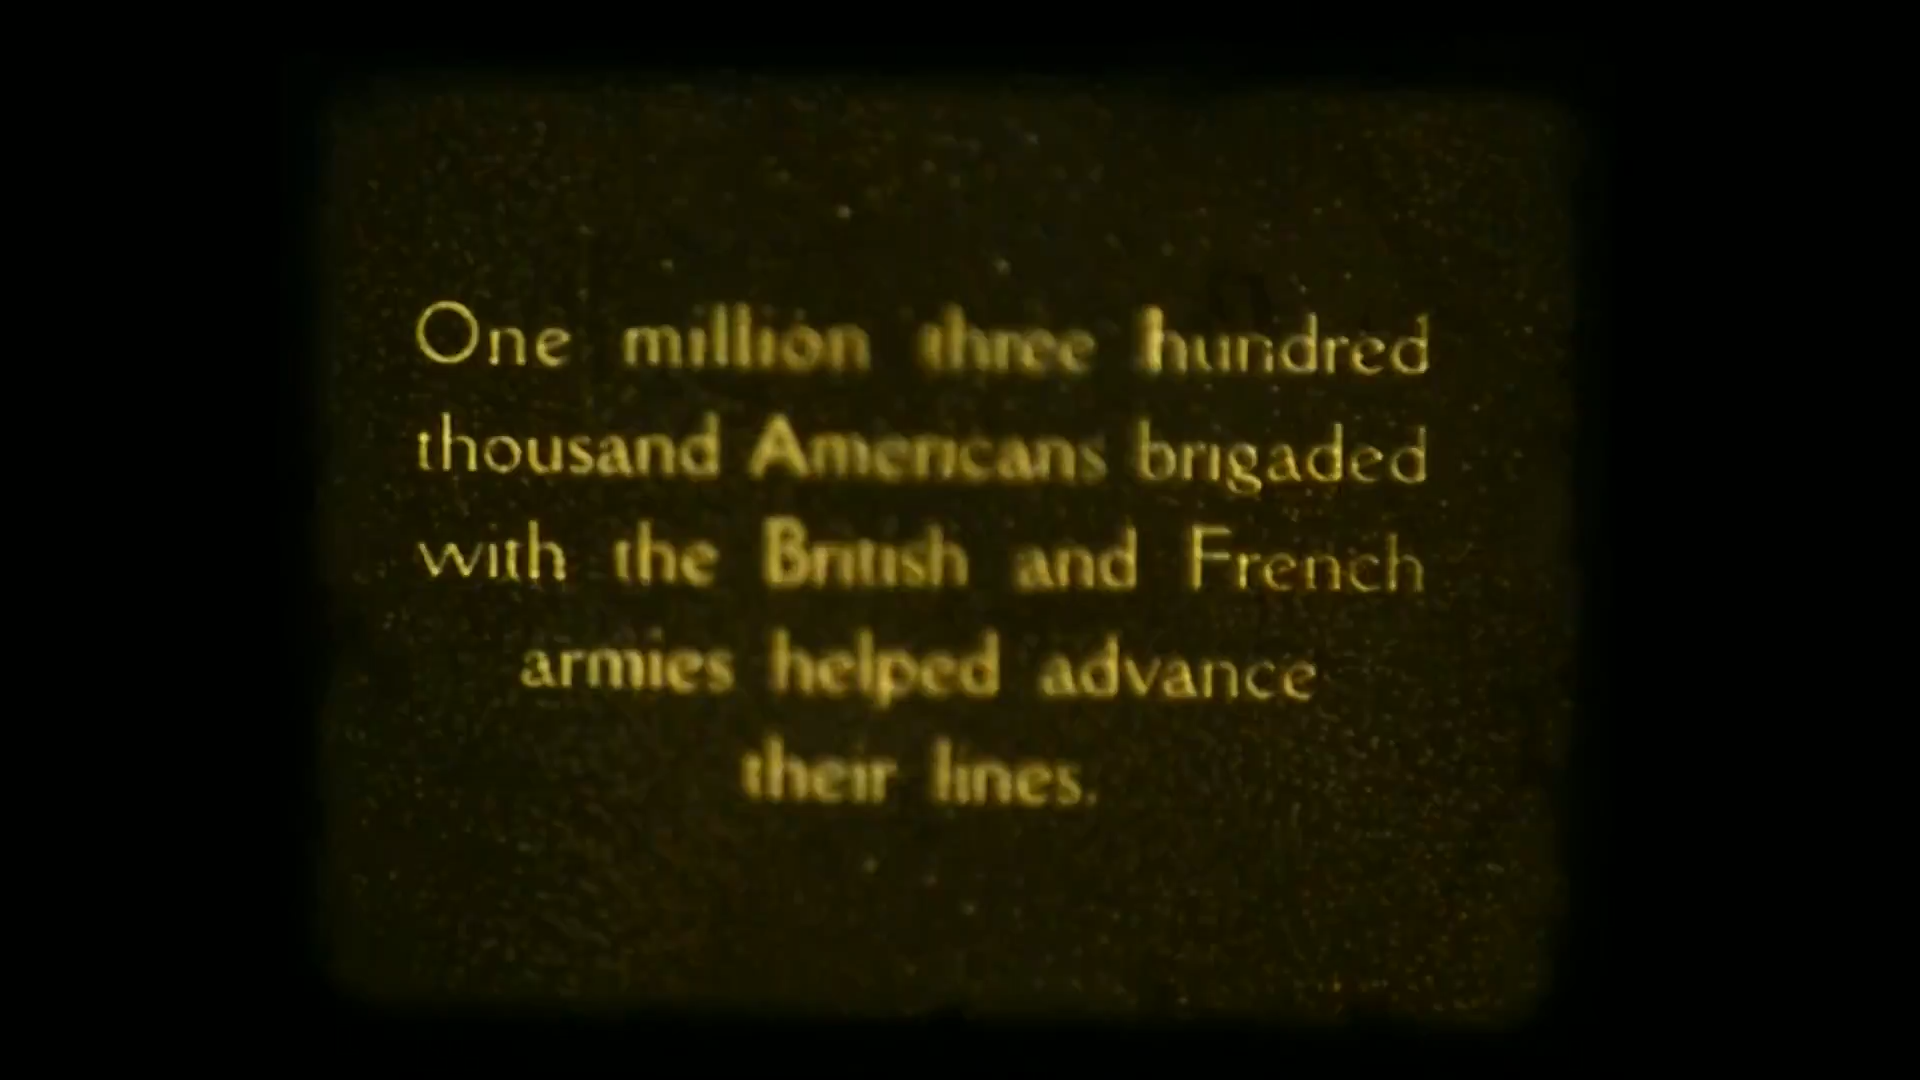 One million three hundred
thousand Americans brigaded
with the British and French
armies helped advance
their lines.